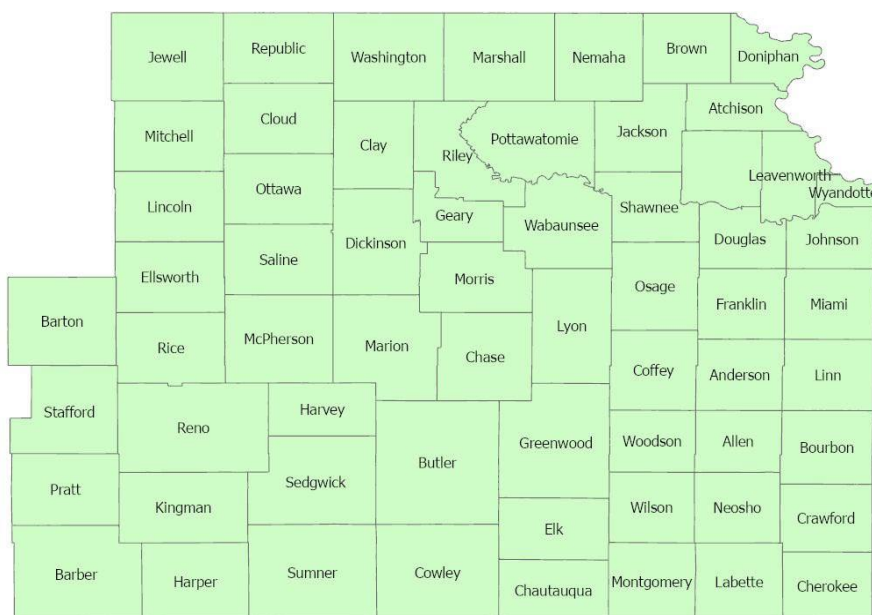 Jewell
Republic
Washington
Marshall
Nemaha
Brown
Doniphan
Mitchell
Cloud
Clay
Riley
Pottawatomie
Jackson
Atchison
Lincoln
Ottawa
Geary
Wabaunsee
Shawnee
Leavenworth
Wyandotte
Ellsworth
Saline
Dickinson
Morris
Osage
Douglas
Johnson
Barton
Rice
McPherson
Marion
Chase
Lyon
Franklin
Miami
Coffey
Anderson
Linn
Stafford
Reno
Harvey
Butler
Greenwood
Woodson
Allen
Bourbon
Pratt
Kingman
Sedgwick
Elk
Wilson
Neosho
Crawford
Barber
Harper
Sumner
Cowley
Chautauqua
Montgomery
Labette
Cherokee